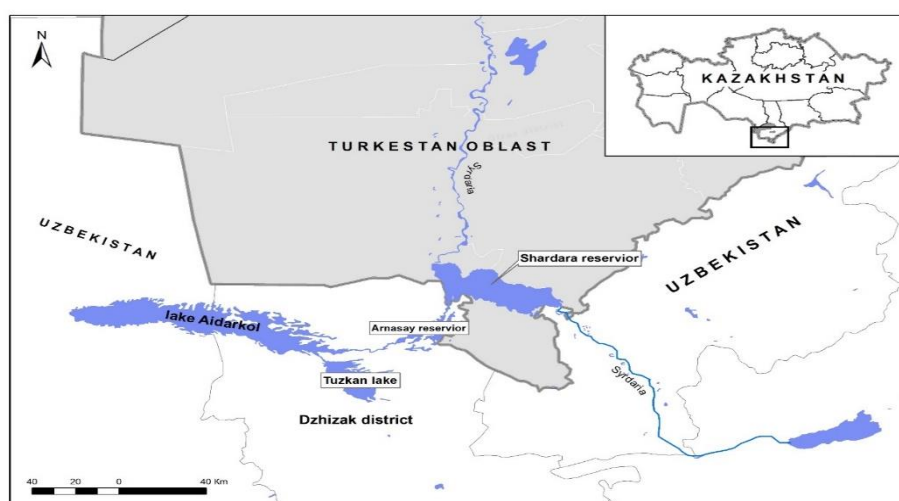 N
KAZAKHSTAN
TURKESTAN OBLAST
Syrdaria
UZBEKISTAN
UZBEKISTAN
Shardara reservior
lake Aidarkol
Arnasay reservior
Tuzkan lake
Syrdaria
Dzhizak district
40 20 0 40 Km